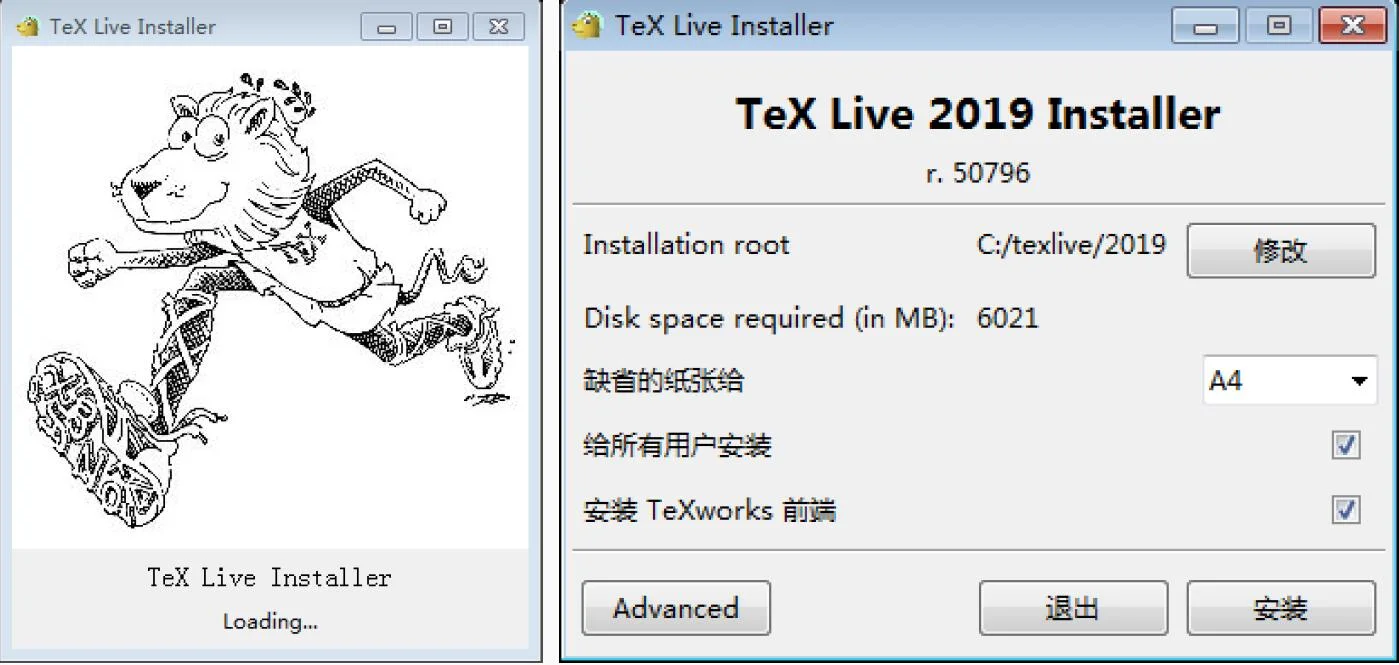 TeX Live Installer
TeX Live Installer
Loading...
TeX Live Installer
TeX Live 2019 Installer
r. 50796
Installation root C:/texlive/2019 修改
Disk space required (in MB): 6021
缺省的纸张给 A4
给所有用户安装
安装 TeXworks 前端
Advanced 退出 安装